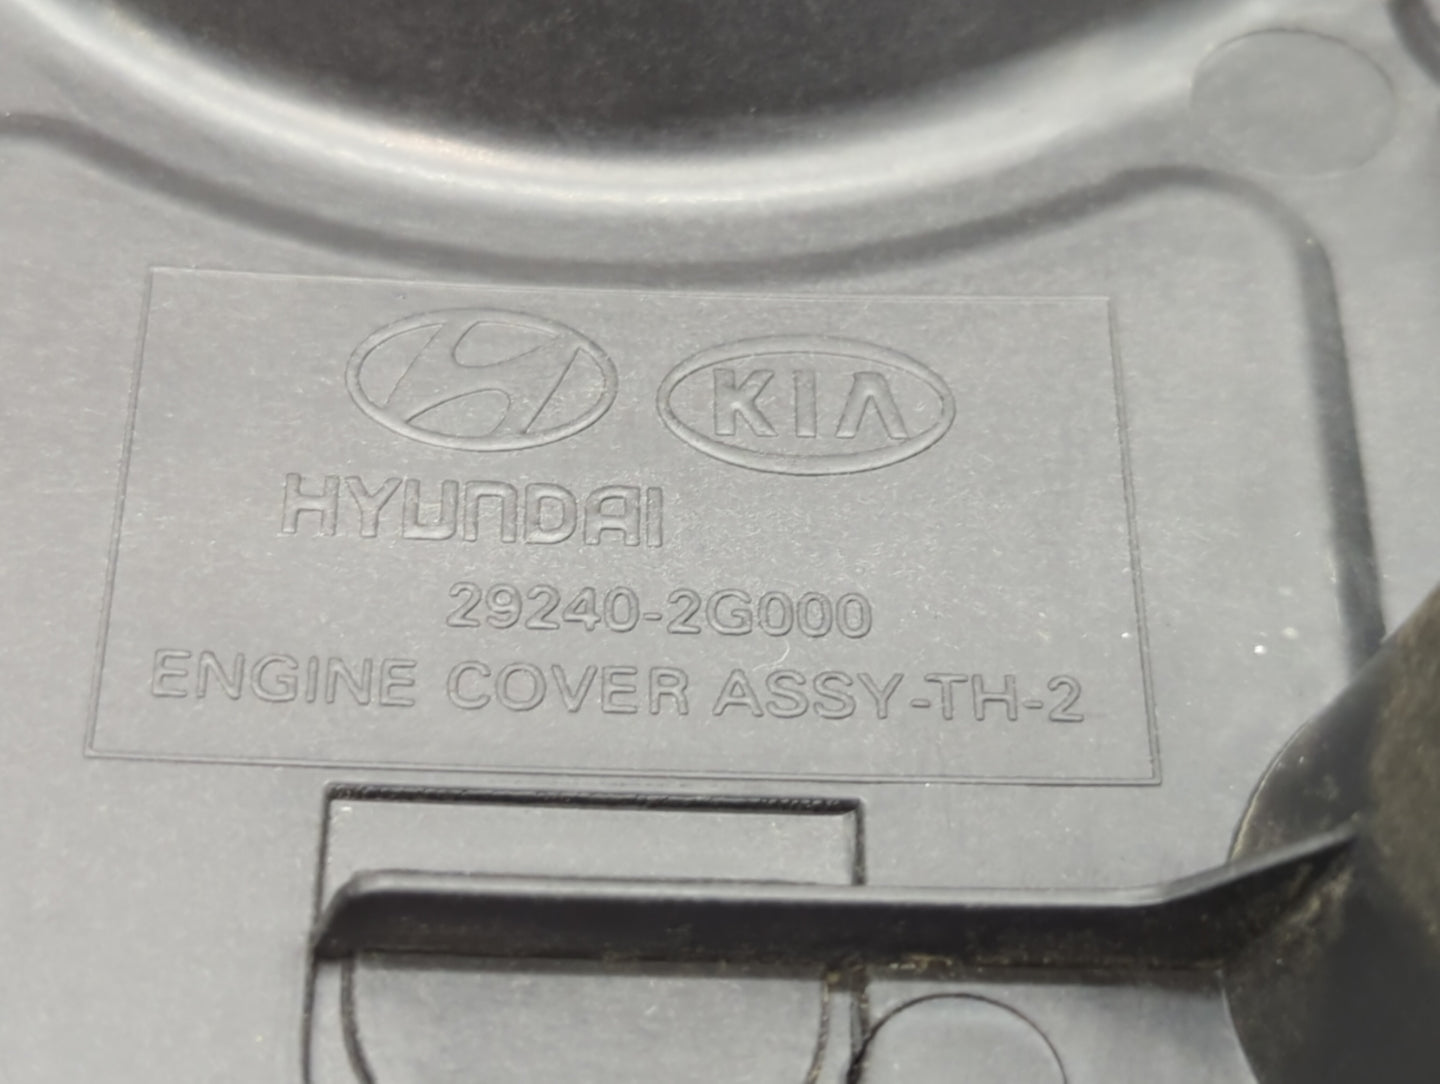 KIA
HYUNDAI
29240-2G000
ENGINE COVER ASSY-TH-2